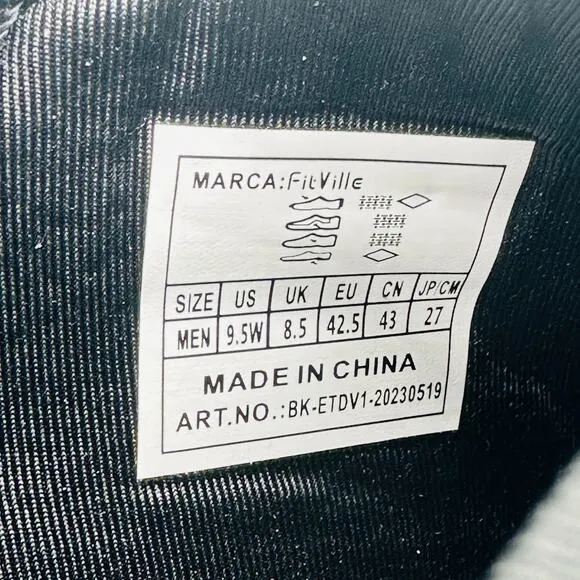 MARCA:FitVille
SIZE US UK EU CN JP/CM
MEN 9.5W 8.5 42.5 43 27
MADE IN CHINA
ART.NO.:BK-ETDV1-20230519